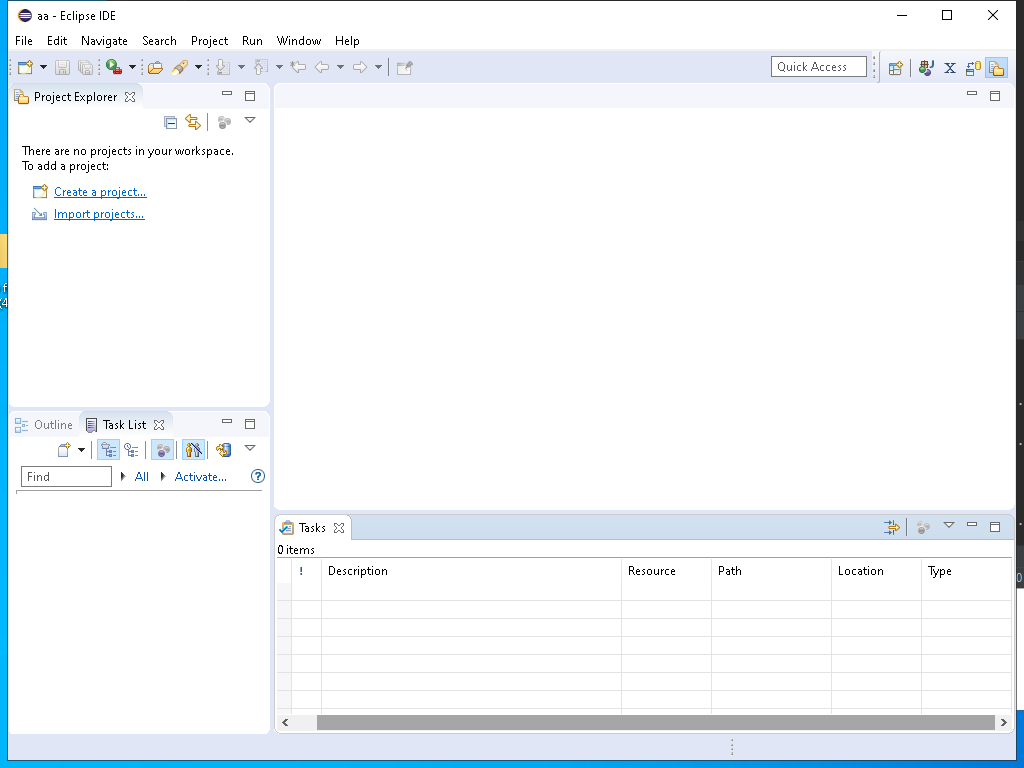 aa - Eclipse IDE
File Edit Navigate Search Project Run Window Help
Quick Access
X
Project Explorer
There are no projects in your workspace.
To add a project:
Create a project...
Import projects...
Outline Task List
Find All Activate...
?
Tasks
0 items
! Description Resource Path Location Type